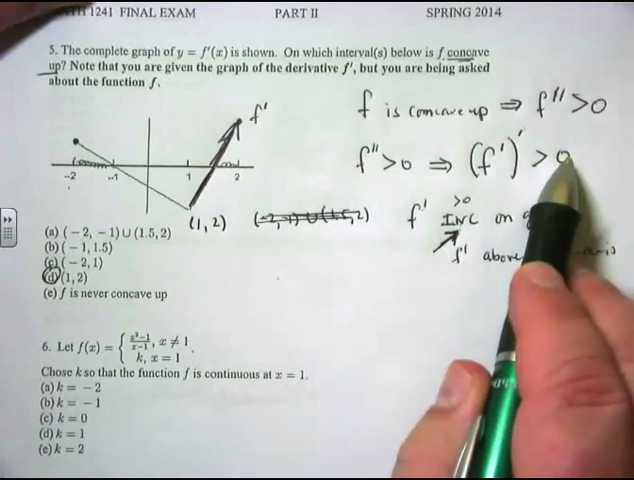 1241 FINAL EXAM PART II SPRING 2014
5. The complete graph of y = f′(x) is shown. On which interval(s) below is f concave
up? Note that you are given the graph of the derivative f′, but you are being asked
about the function f.
f′
f is concave up ⇒ f″>0
f″>0 ⇒ (f′)′ > 0
-2 -1 1 2
(1,2)
f′ INC on
>0
f′ above
(a) (−2, −1) ∪ (1.5, 2)
(b) (−1, 1.5)
(c) (−2, 1)
(d) (1, 2)
(e) f is never concave up
6. Let f(x) = { x²−1/x−1, x ≠ 1
k, x = 1 .
Chose k so that the function f is continuous at x = 1.
(a) k = −2
(b) k = −1
(c) k = 0
(d) k = 1
(e) k = 2